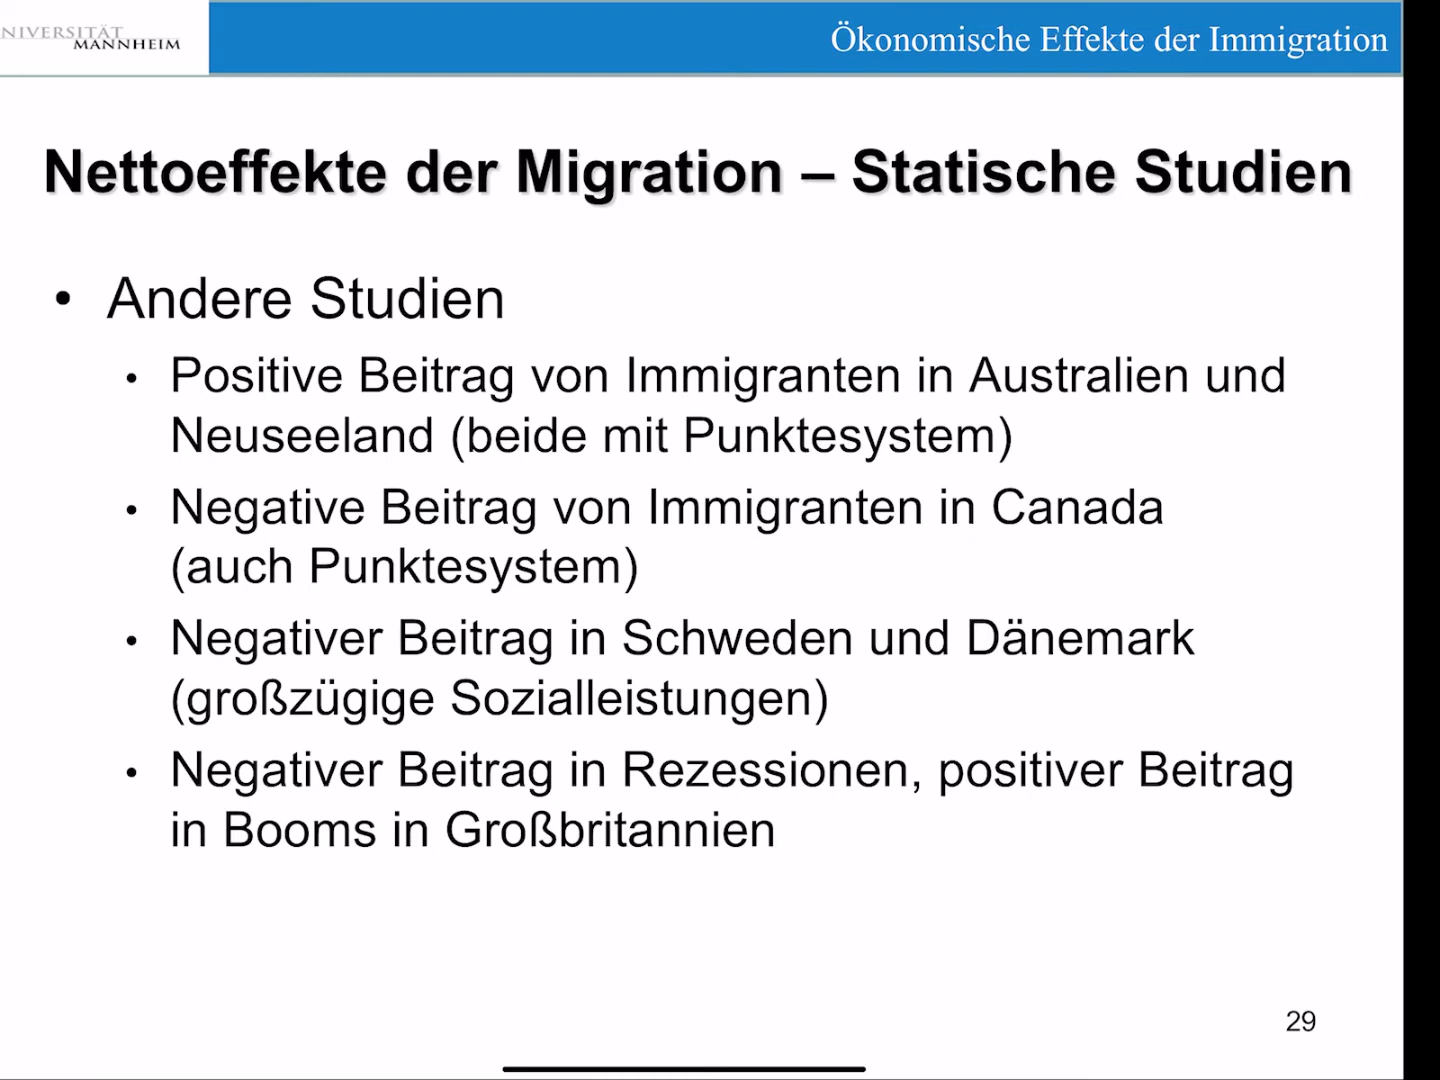 NIVERSITÄT
MANNHEIM
Ökonomische Effekte der Immigration
Nettoeffekte der Migration – Statische Studien
• Andere Studien
• Positive Beitrag von Immigranten in Australien und
Neuseeland (beide mit Punktesystem)
• Negative Beitrag von Immigranten in Canada
(auch Punktesystem)
• Negativer Beitrag in Schweden und Dänemark
(großzügige Sozialleistungen)
• Negativer Beitrag in Rezessionen, positiver Beitrag
in Booms in Großbritannien
29